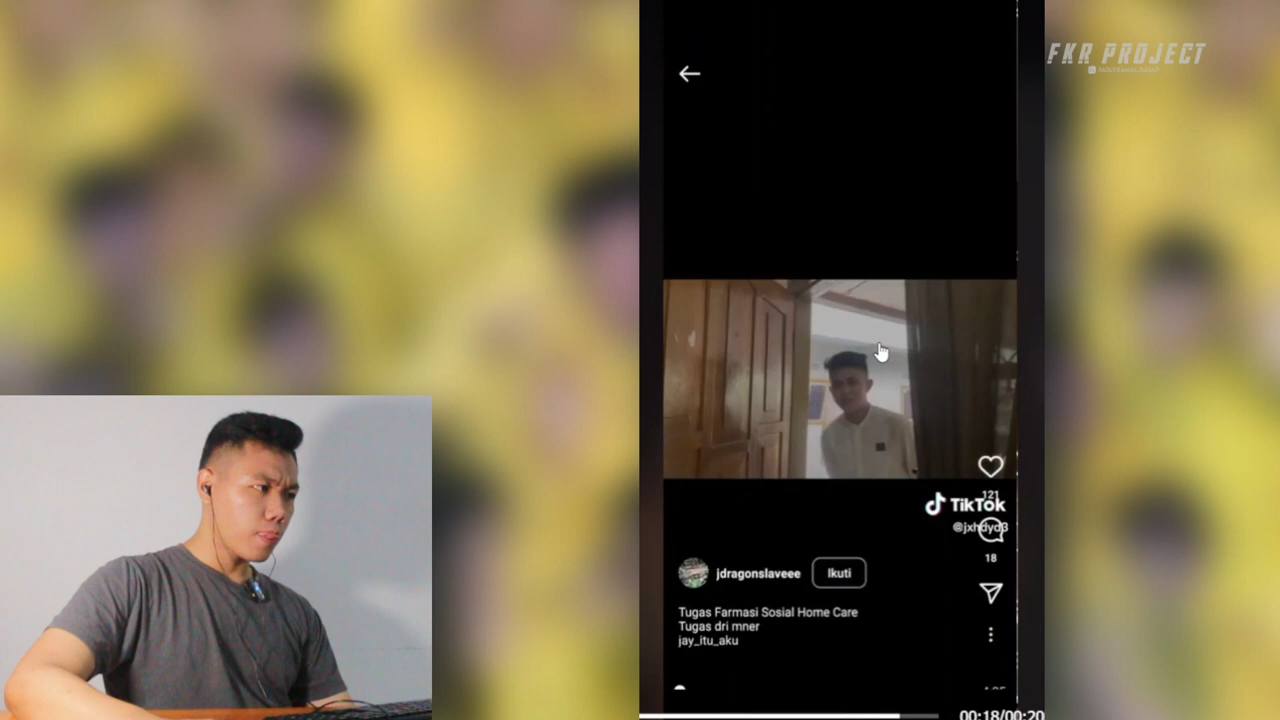 FKR PROJECT
121
TikTok
@jxhdyd3
18
jdragonslaveee
Ikuti
Tugas Farmasi Sosial Home Care
Tugas dri mner
jay_itu_aku
00:18/00:20